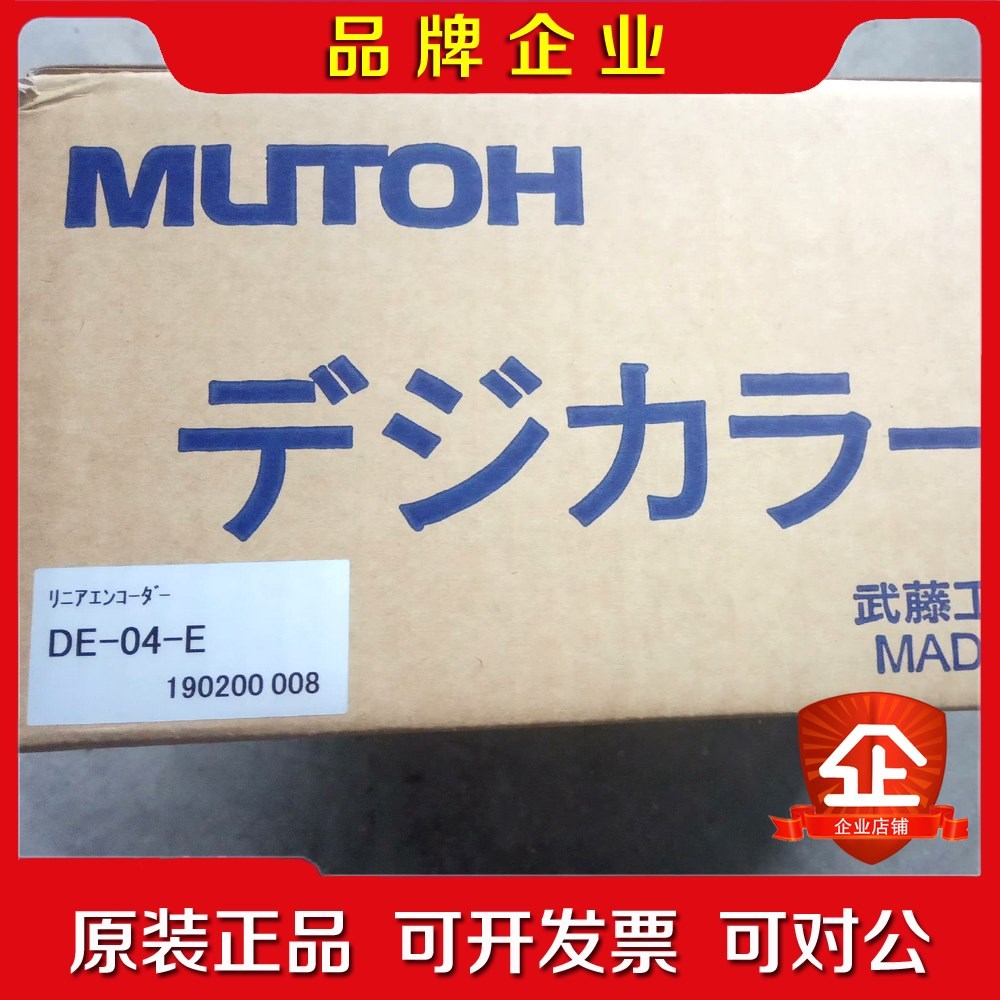 品牌企业
MUTOH
デジカラー
ﾘﾆｱｴﾝｺｰﾀﾞｰ
DE-04-E
190200 008
武藤工
MAD
企
企业店铺
原装正品 可开发票 可对公